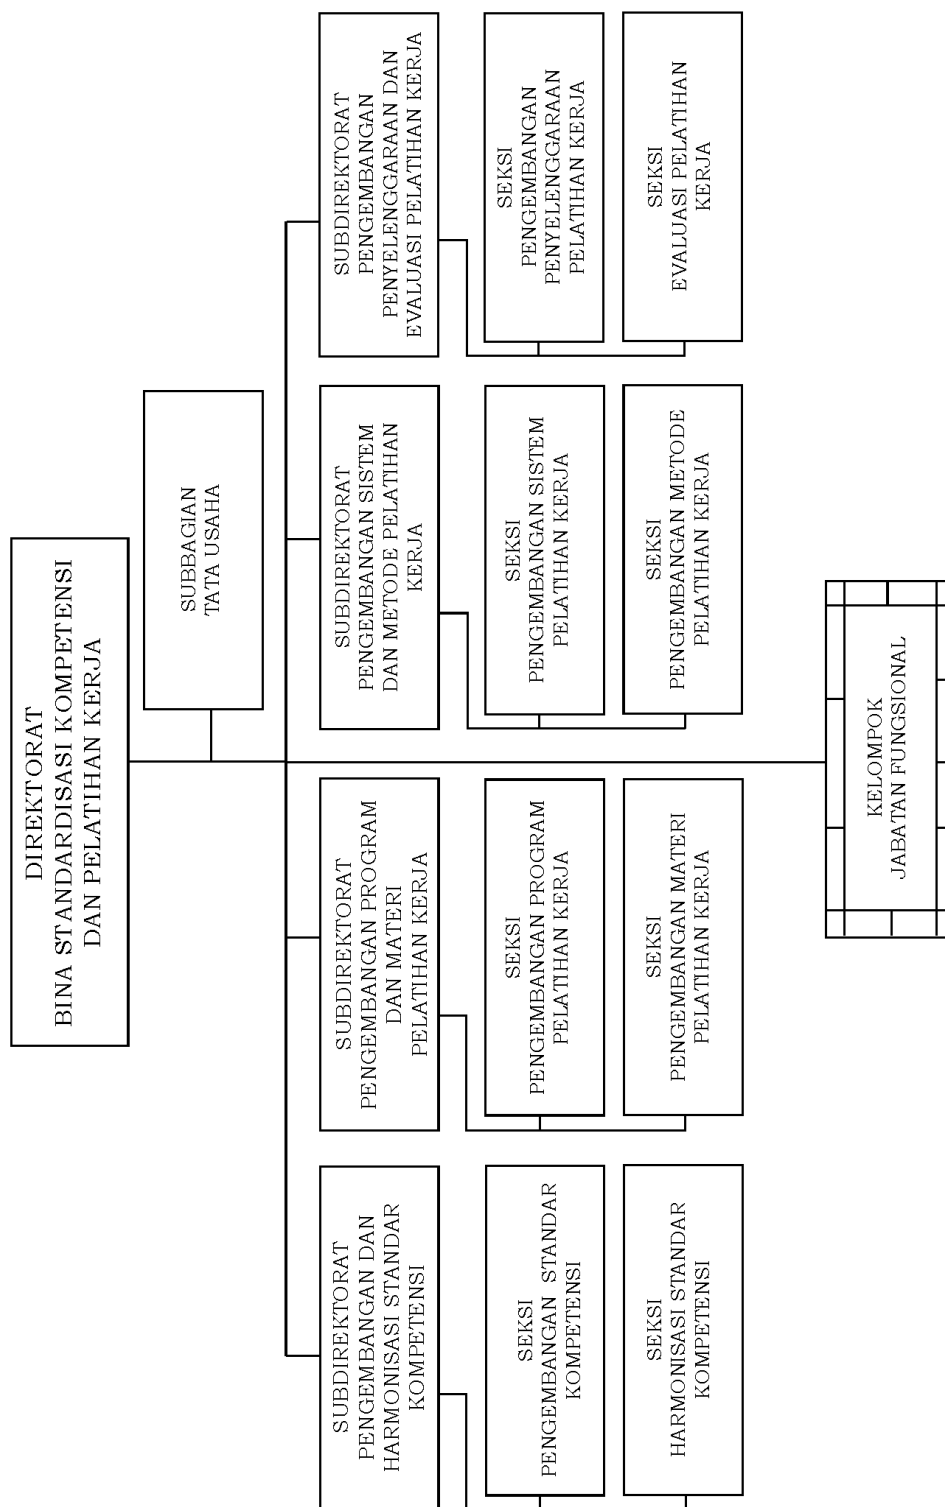 DIREKTORAT
BINA STANDARDISASI KOMPETENSI
DAN PELATIHAN KERJA
SUBBAGIAN
TATA USAHA
SUBDIREKTORAT
PENGEMBANGAN DAN
HARMONISASI STANDAR
KOMPETENSI
SUBDIREKTORAT
PENGEMBANGAN PROGRAM
DAN MATERI
PELATIHAN KERJA
SUBDIREKTORAT
PENGEMBANGAN SISTEM
DAN METODE PELATIHAN
KERJA
SUBDIREKTORAT
PENGEMBANGAN
PENYELENGGARAAN DAN
EVALUASI PELATIHAN KERJA
SEKSI
PENGEMBANGAN STANDAR
KOMPETENSI
SEKSI
PENGEMBANGAN PROGRAM
PELATIHAN KERJA
SEKSI
PENGEMBANGAN SISTEM
PELATIHAN KERJA
SEKSI
PENGEMBANGAN
PENYELENGGARAAN
PELATIHAN KERJA
SEKSI
HARMONISASI STANDAR
KOMPETENSI
SEKSI
PENGEMBANGAN MATERI
PELATIHAN KERJA
SEKSI
PENGEMBANGAN METODE
PELATIHAN KERJA
SEKSI
EVALUASI PELATIHAN
KERJA
KELOMPOK
JABATAN FUNGSIONAL